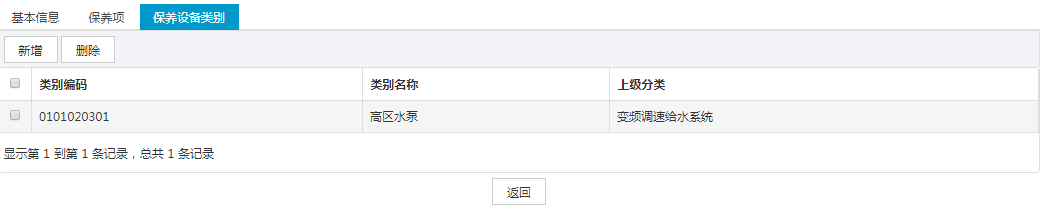 基本信息 保养项 保养设备类别
新增 删除
类别编码 类别名称 上级分类
0101020301 高区水泵 变频调速给水系统
显示第 1 到第 1 条记录，总共 1 条记录
返回